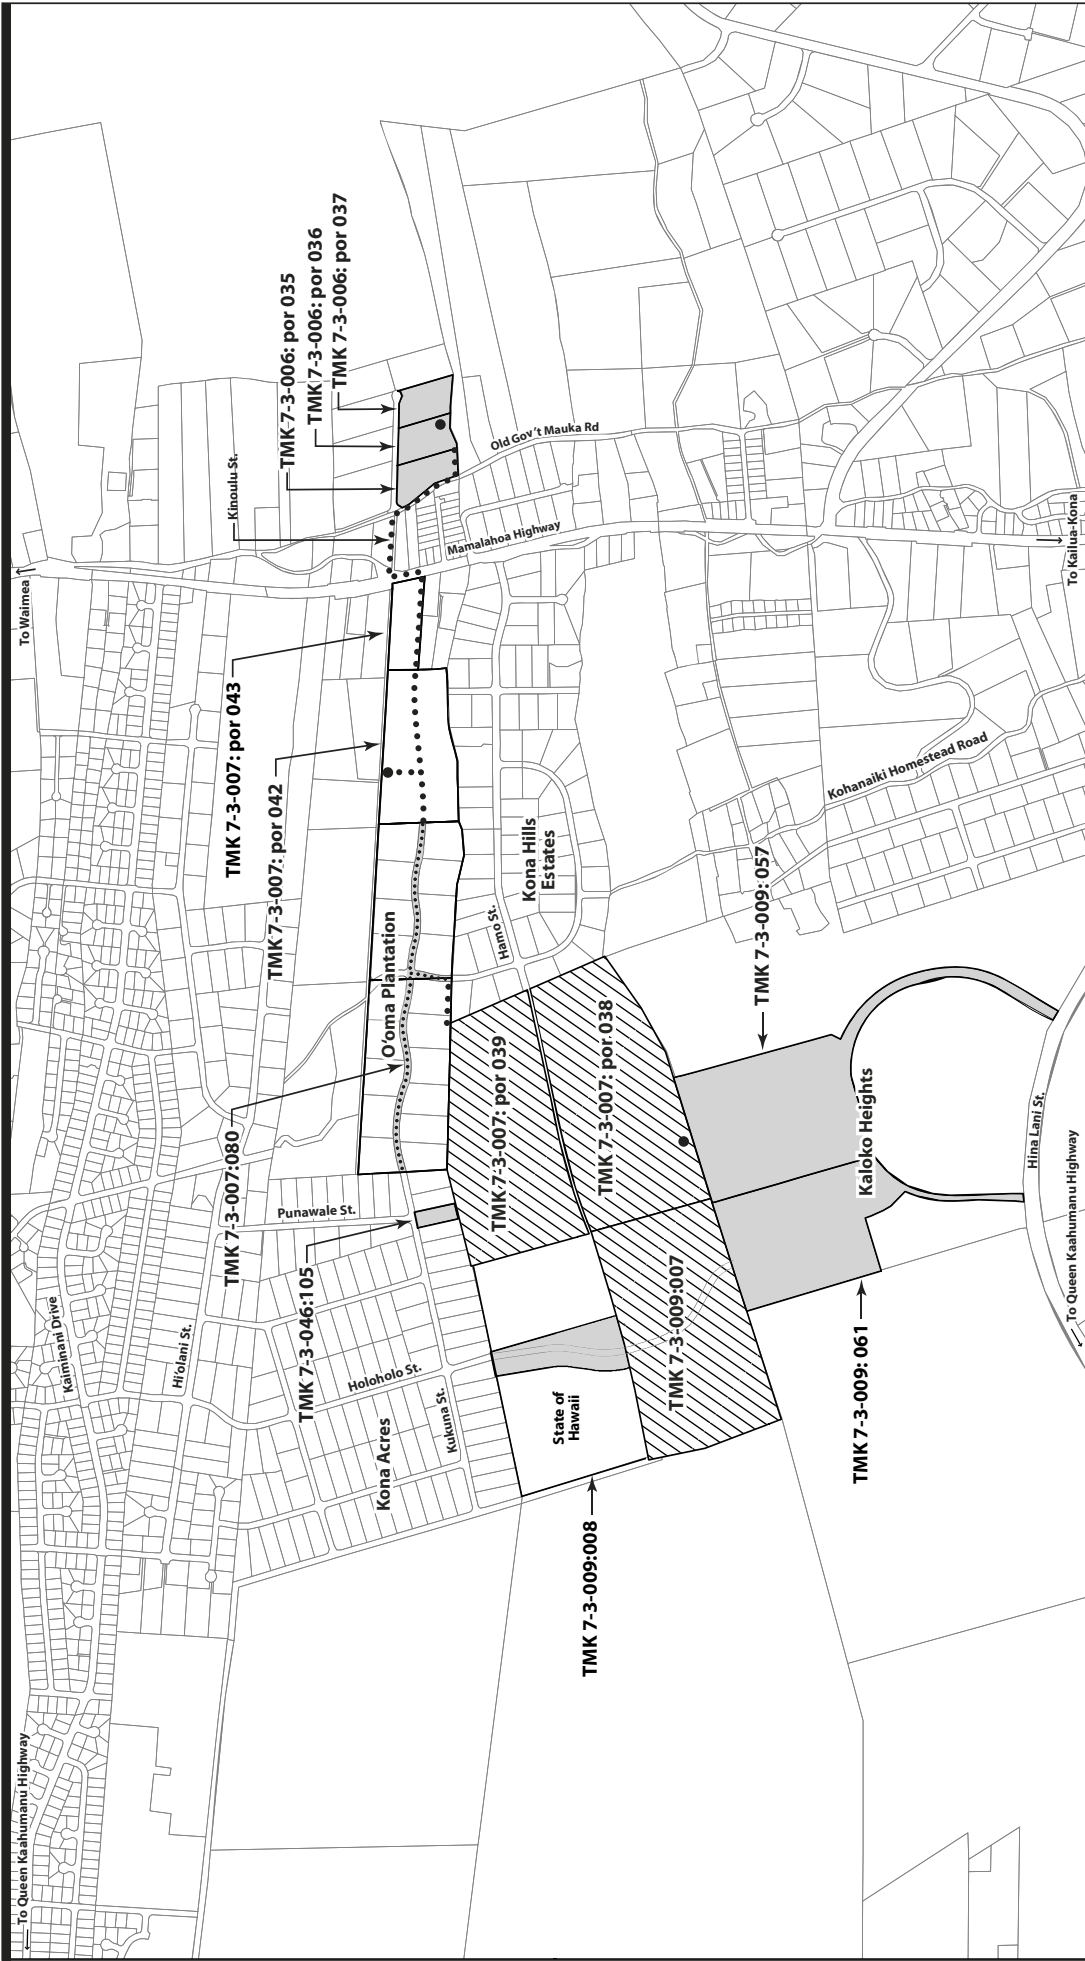 To Queen Kaahumanu Highway
Kaiminani Drive
Hi'olani St.
To Waimea
Kinoulu St.
TMK 7-3-006: por 035
TMK 7-3-006: por 036
TMK 7-3-006: por 037
TMK 7-3-007: por 043
TMK 7-3-007: por 042
TMK 7-3-007:080
TMK 7-3-046:105
Punawale St.
Holoholo St.
Kukuna St.
Kona Acres
O'oma Plantation
Old Gov't Mauka Rd
Mamalahoa Highway
Hamo St.
Kona Hills
Estates
TMK 7-3-007: por 039
TMK 7-3-007: por 038
TMK 7-3-009:007
State of
Hawaii
TMK 7-3-009:008
TMK 7-3-009: 057
TMK 7-3-009: 061
Kaloko Heights
Kohanaiki Homestead Road
Hina Lani St.
To Queen Kaahumanu Highway
To Kailua-Kona